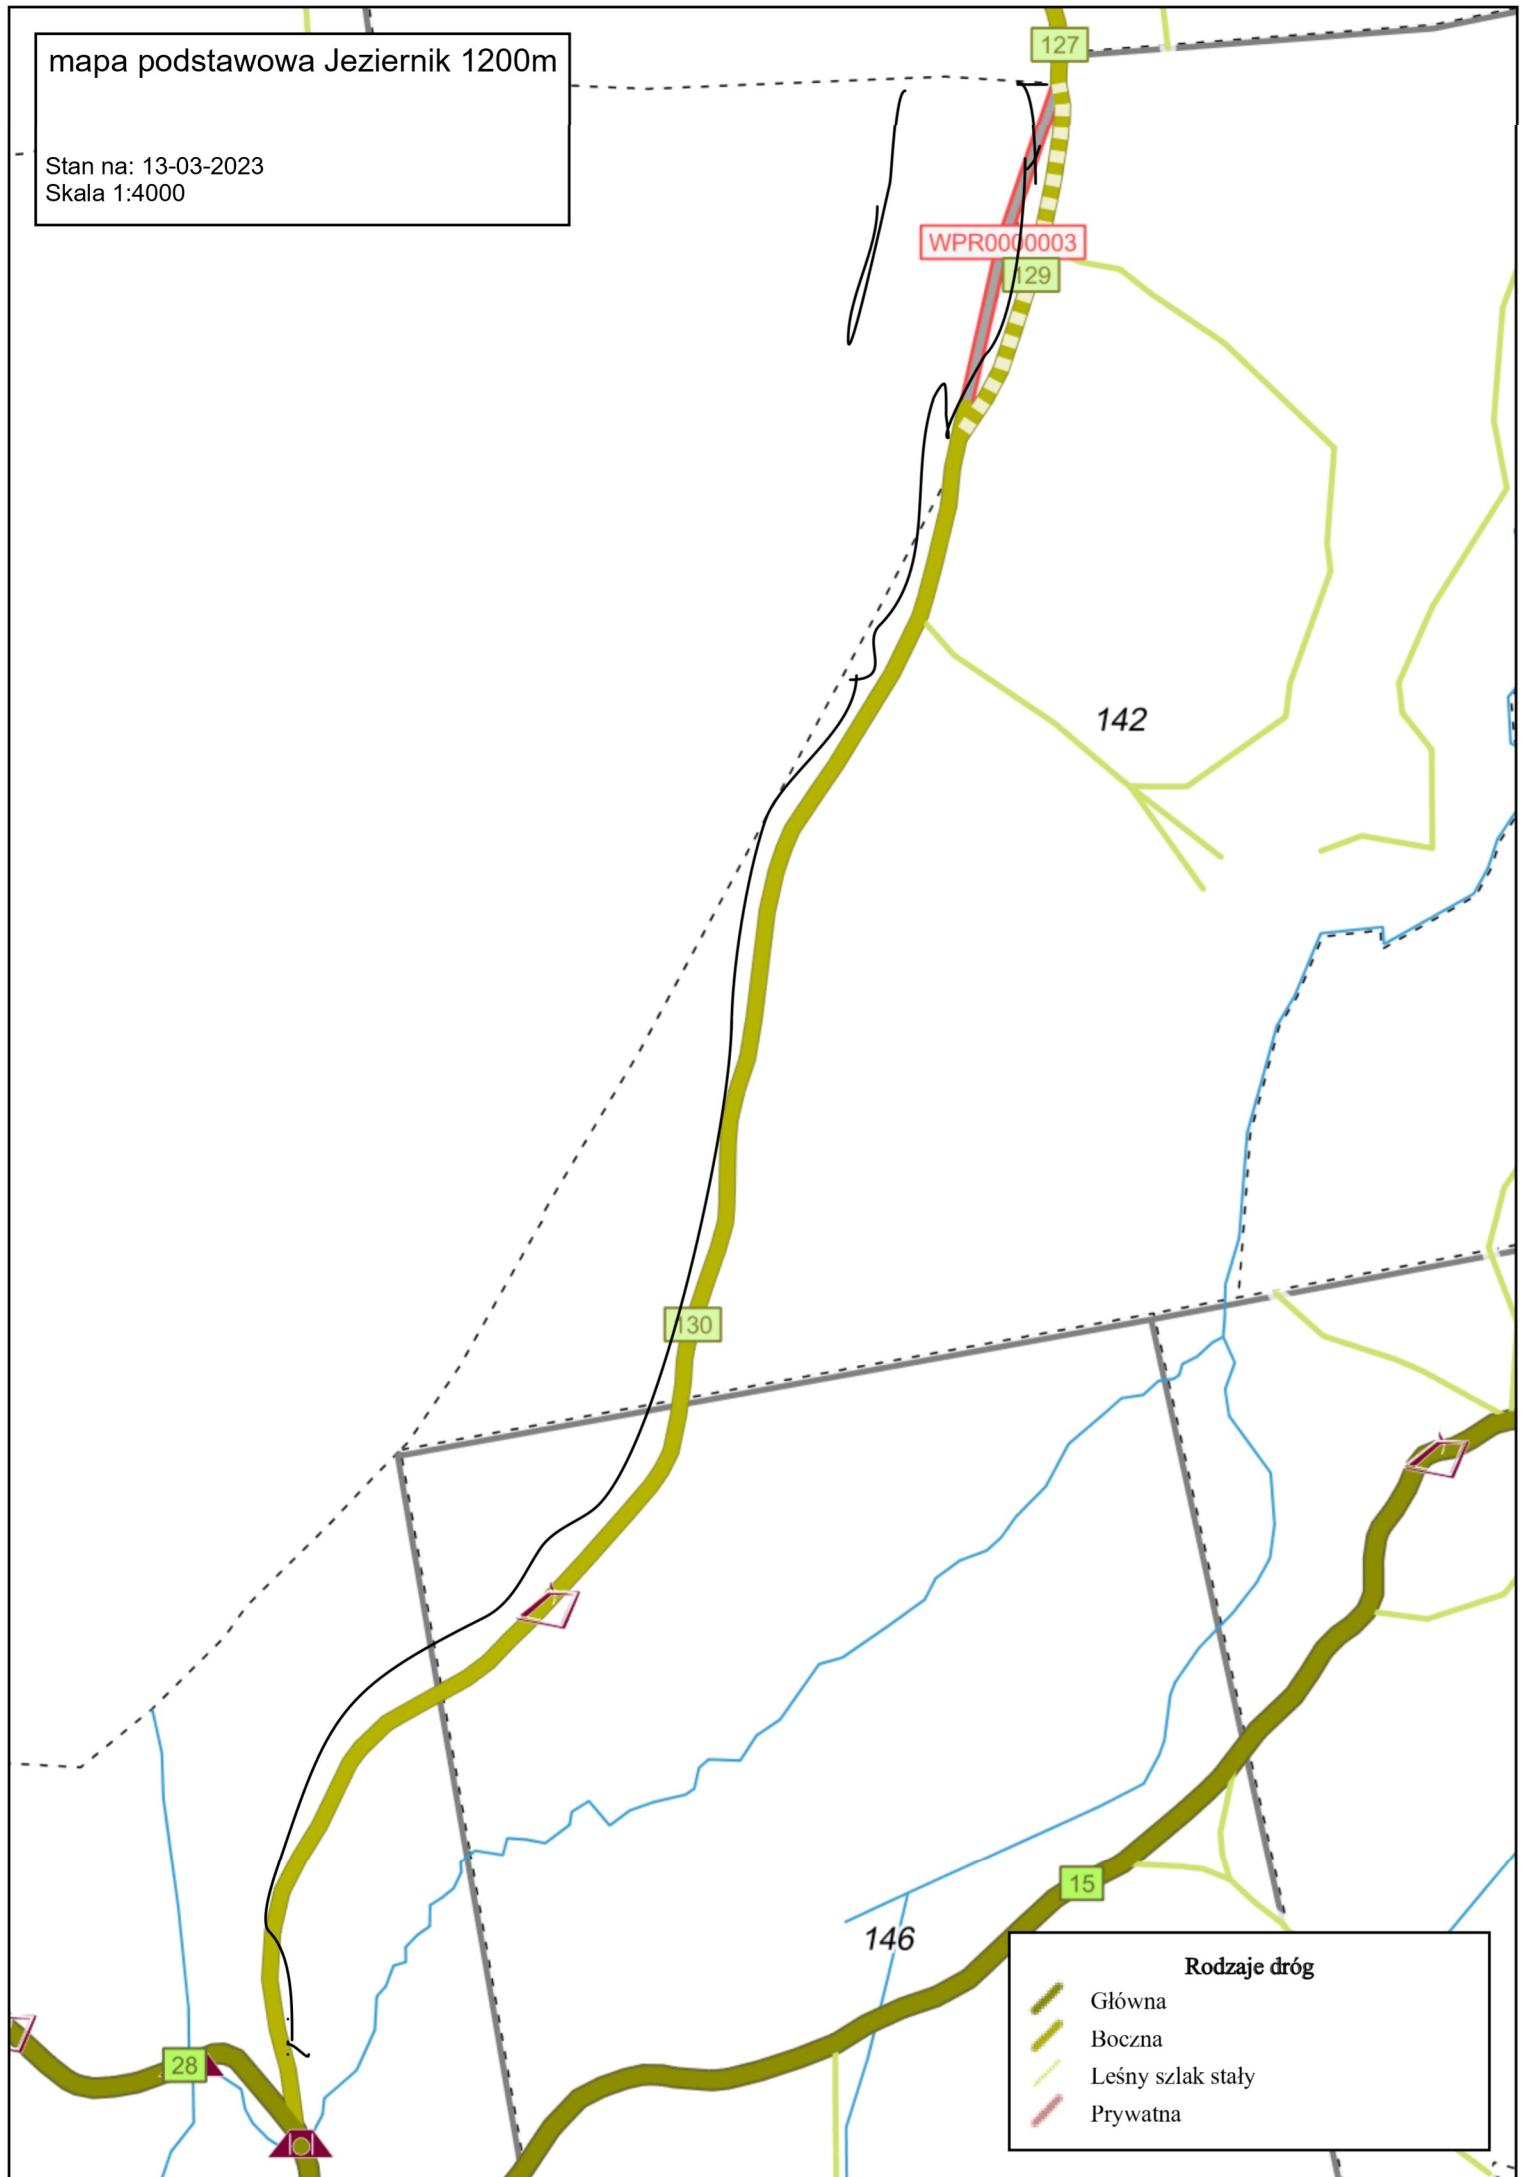 mapa podstawowa Jeziernik 1200m
Stan na: 13-03-2023
Skala 1:4000
127
WPR0000003
129
142
130
15
146
28
Rodzaje dróg
Główna
Boczna
Leśny szlak stały
Prywatna